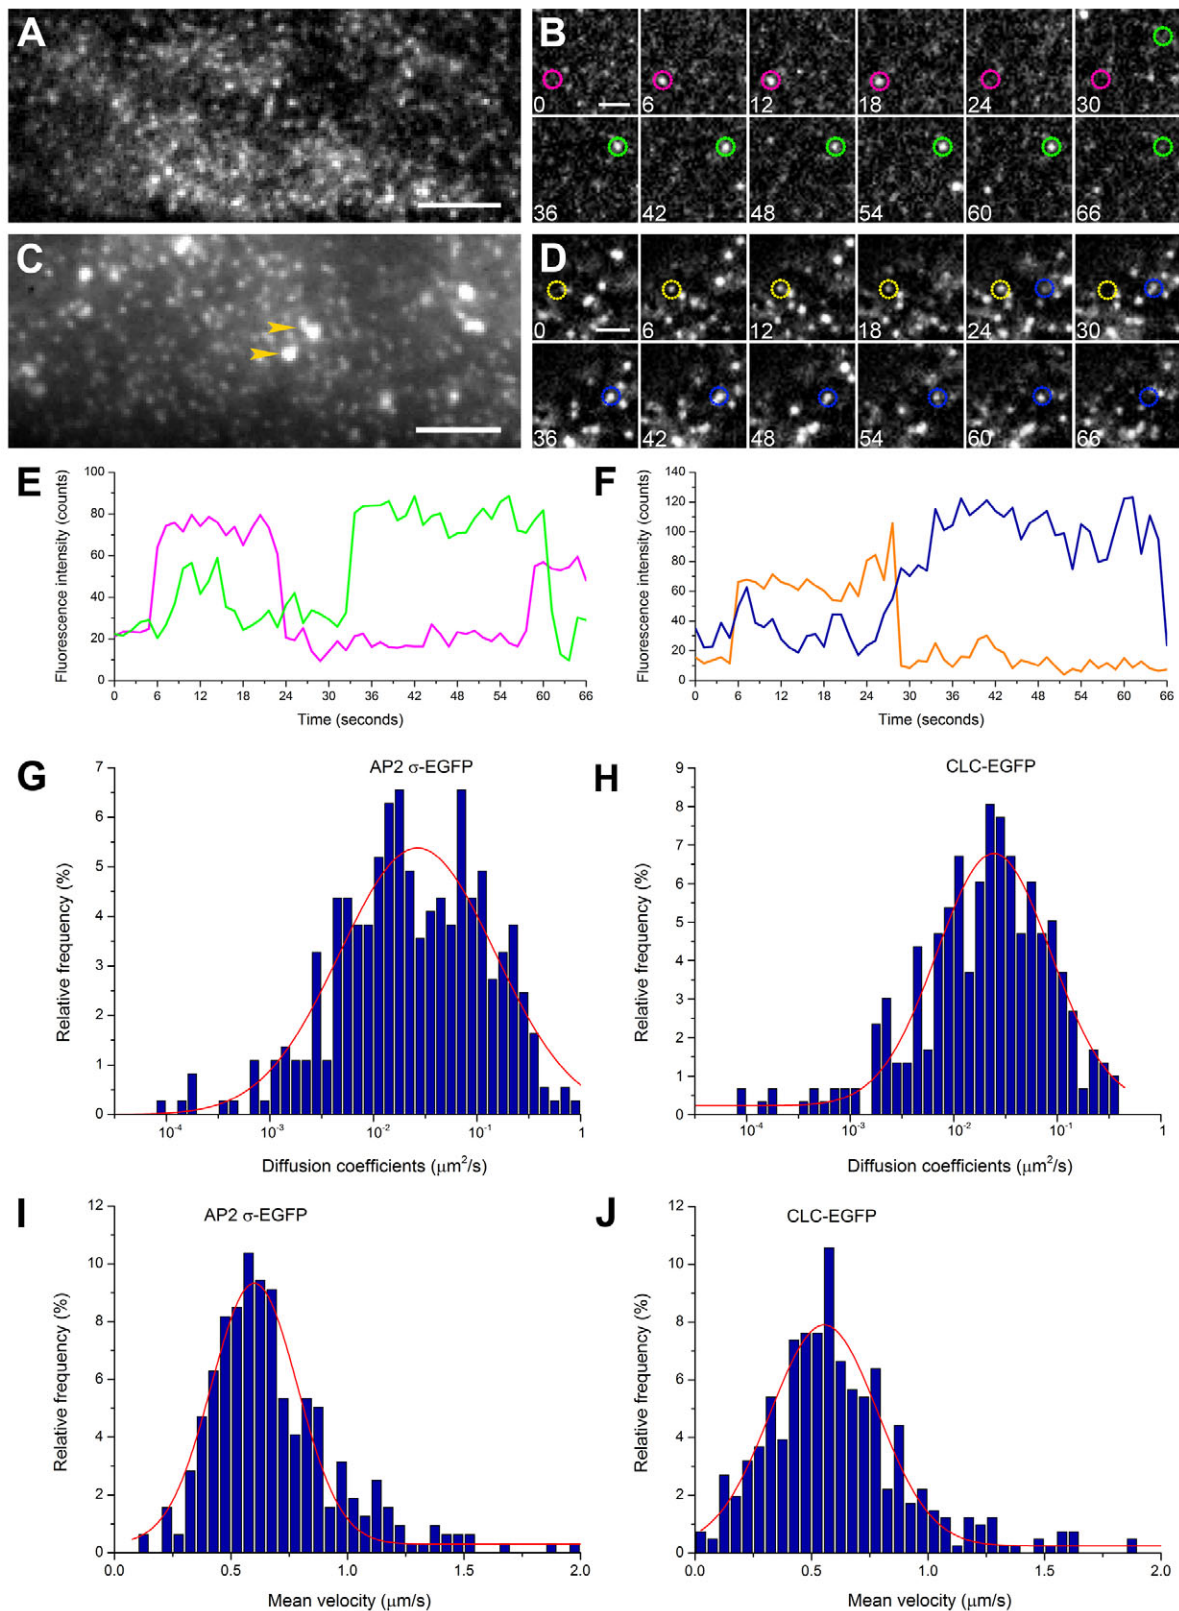 A
B
0 6 12 18 24 30
36 42 48 54 60 66
C
D
0 6 12 18 24 30
36 42 48 54 60 66
E
Fluorescence intensity (counts)
100
80
60
40
20
0
0 6 12 18 24 30 36 42 48 54 60 66
Time (seconds)
F
Fluorescence intensity (counts)
140
120
100
80
60
40
20
0
0 6 12 18 24 30 36 42 48 54 60 66
Time (seconds)
G
AP2 σ-EGFP
Relative frequency (%)
7
6
5
4
3
2
1
0
10-4 10-3 10-2 10-1 1
Diffusion coefficients (μm2/s)
H
CLC-EGFP
Relative frequency (%)
9
8
7
6
5
4
3
2
1
0
10-4 10-3 10-2 10-1 1
Diffusion coefficients (μm2/s)
I
AP2 σ-EGFP
Relative frequency (%)
12
10
8
6
4
2
0
0.0 0.5 1.0 1.5 2.0
Mean velocity (μm/s)
J
CLC-EGFP
Relative frequency (%)
12
10
8
6
4
2
0
0.0 0.5 1.0 1.5 2.0
Mean velocity (μm/s)